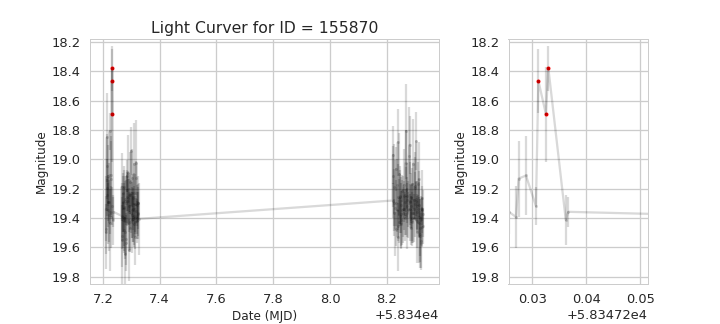 Light Curver for ID = 155870
18.2
18.4
18.6
18.8
19.0
19.2
19.4
19.6
19.8
Magnitude
7.2 7.4 7.6 7.8 8.0 8.2
Date (MJD)
+5.834e4
18.2
18.4
18.6
18.8
19.0
19.2
19.4
19.6
19.8
Magnitude
0.03 0.04 0.05
+5.83472e4